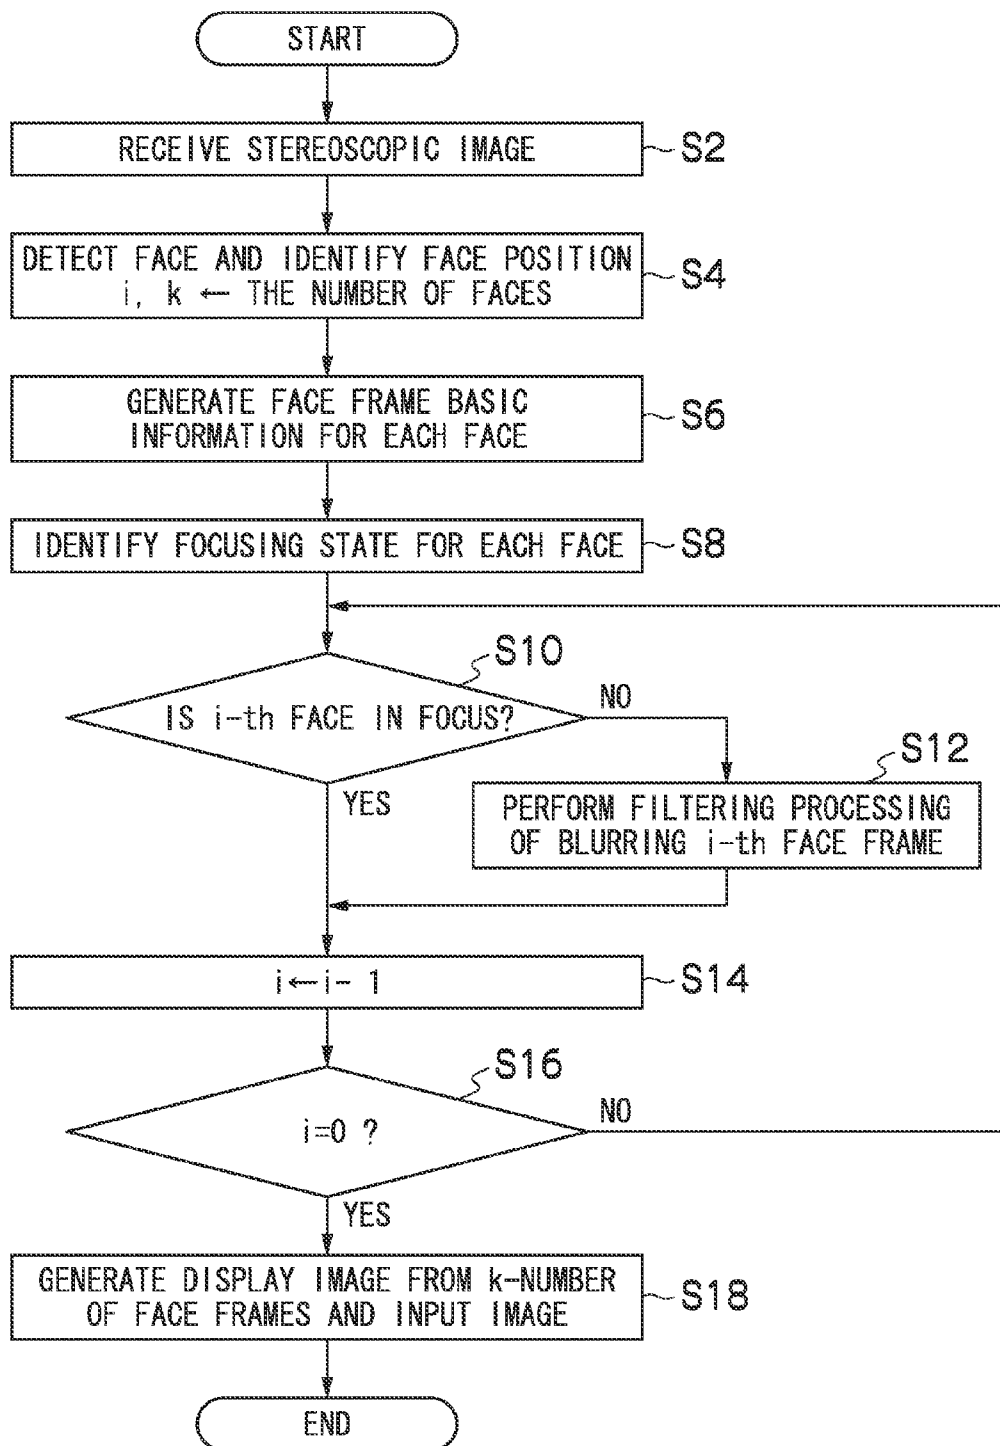 START
RECEIVE STEREOSCOPIC IMAGE
S2
DETECT FACE AND IDENTIFY FACE POSITION
i, k ← THE NUMBER OF FACES
S4
GENERATE FACE FRAME BASIC
INFORMATION FOR EACH FACE
S6
IDENTIFY FOCUSING STATE FOR EACH FACE
S8
S10
IS i-th FACE IN FOCUS?
NO
YES
S12
PERFORM FILTERING PROCESSING
OF BLURRING i-th FACE FRAME
i ← i - 1
S14
S16
i=0 ?
NO
YES
GENERATE DISPLAY IMAGE FROM k-NUMBER
OF FACE FRAMES AND INPUT IMAGE
S18
END